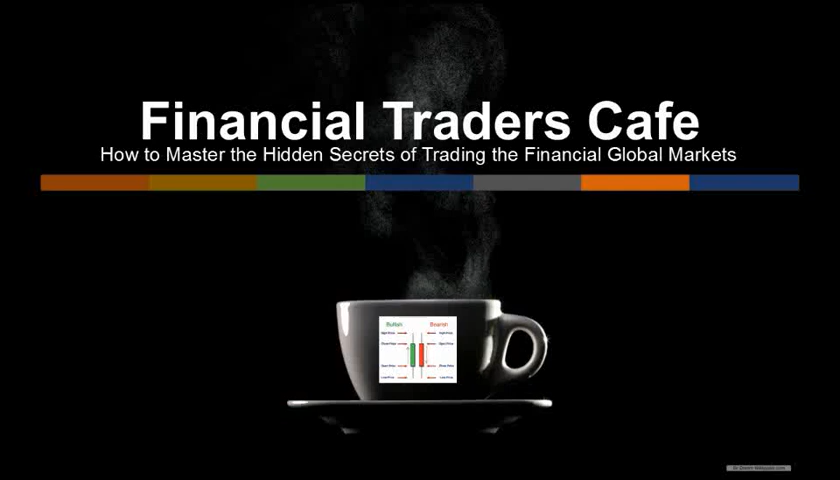 Financial Traders Cafe
How to Master the Hidden Secrets of Trading the Financial Global Markets
Bullish Bearish